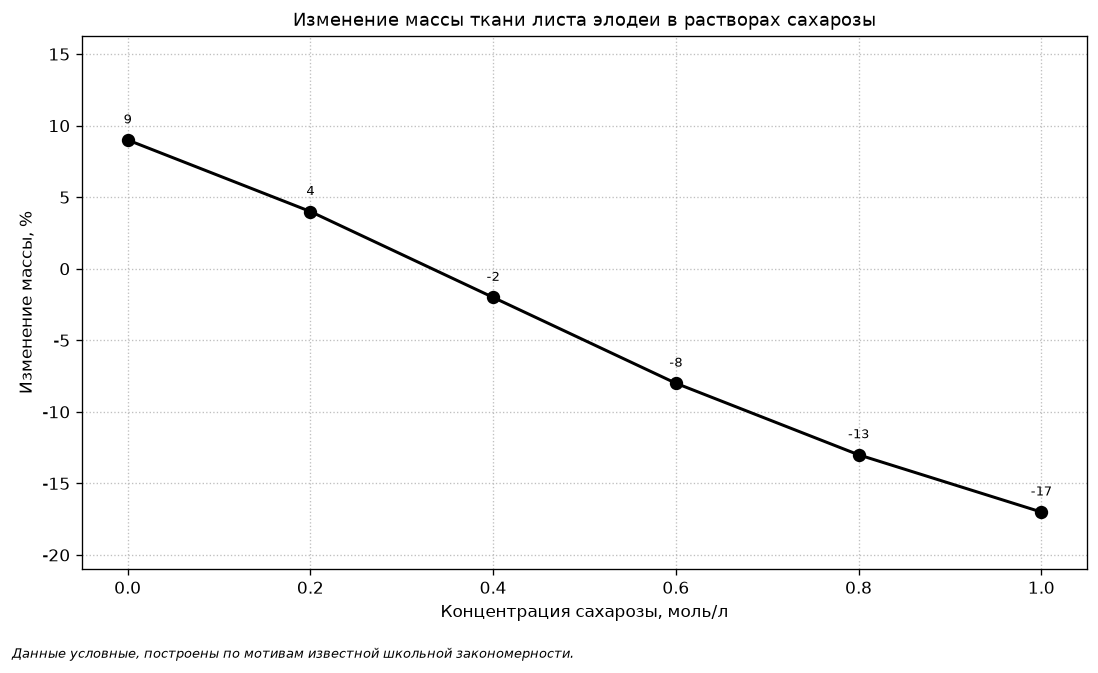 Изменение массы ткани листа элодеи в растворах сахарозы
Изменение массы, %
15
10
5
0
-5
-10
-15
-20
9
4
-2
-8
-13
-17
0.0 0.2 0.4 0.6 0.8 1.0
Концентрация сахарозы, моль/л
Данные условные, построены по мотивам известной школьной закономерности.